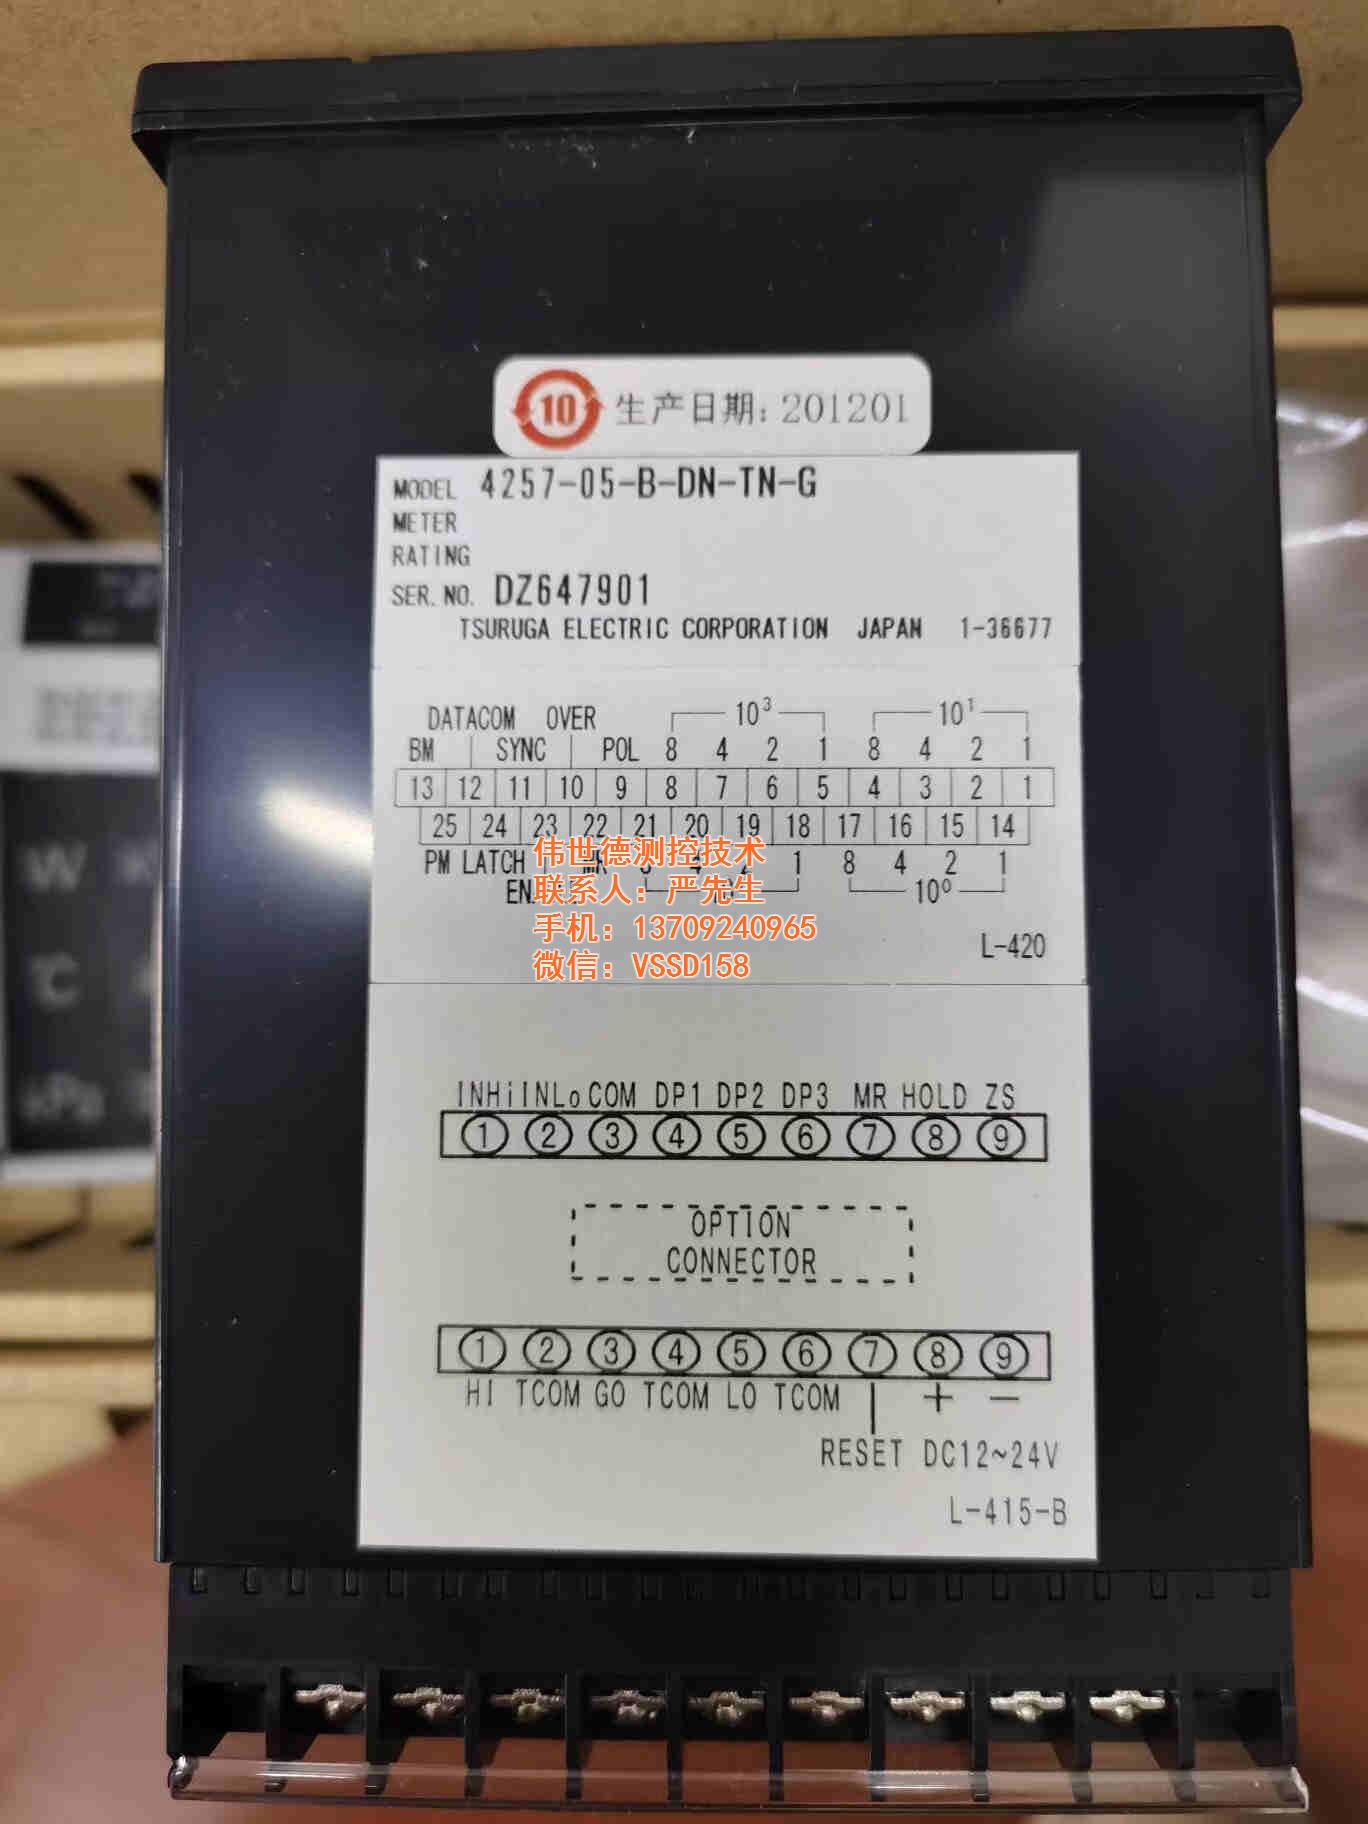 10 生产日期: 201201
MODEL 4257-05-B-DN-TN-G
METER
RATING
SER. NO. DZ647901
TSURUGA ELECTRIC CORPORATION JAPAN 1-36677
DATACOM OVER 10³ 10¹
BM SYNC POL 8 4 2 1 8 4 2 1
13 12 11 10 9 8 7 6 5 4 3 2 1
25 24 23 22 21 20 19 18 17 16 15 14
PM LATCH MR 4 2 1 8 4 2 1
10⁰
伟世德测控技术
联系人：严先生
手机：13709240965
微信：VSSD158
L-420
INHi INLo COM DP1 DP2 DP3 MR HOLD ZS
1 2 3 4 5 6 7 8 9
OPTION
CONNECTOR
1 2 3 4 5 6 7 8 9
HI TCOM GO TCOM LO TCOM + −
RESET DC12~24V
L-415-B
W
℃
kPa